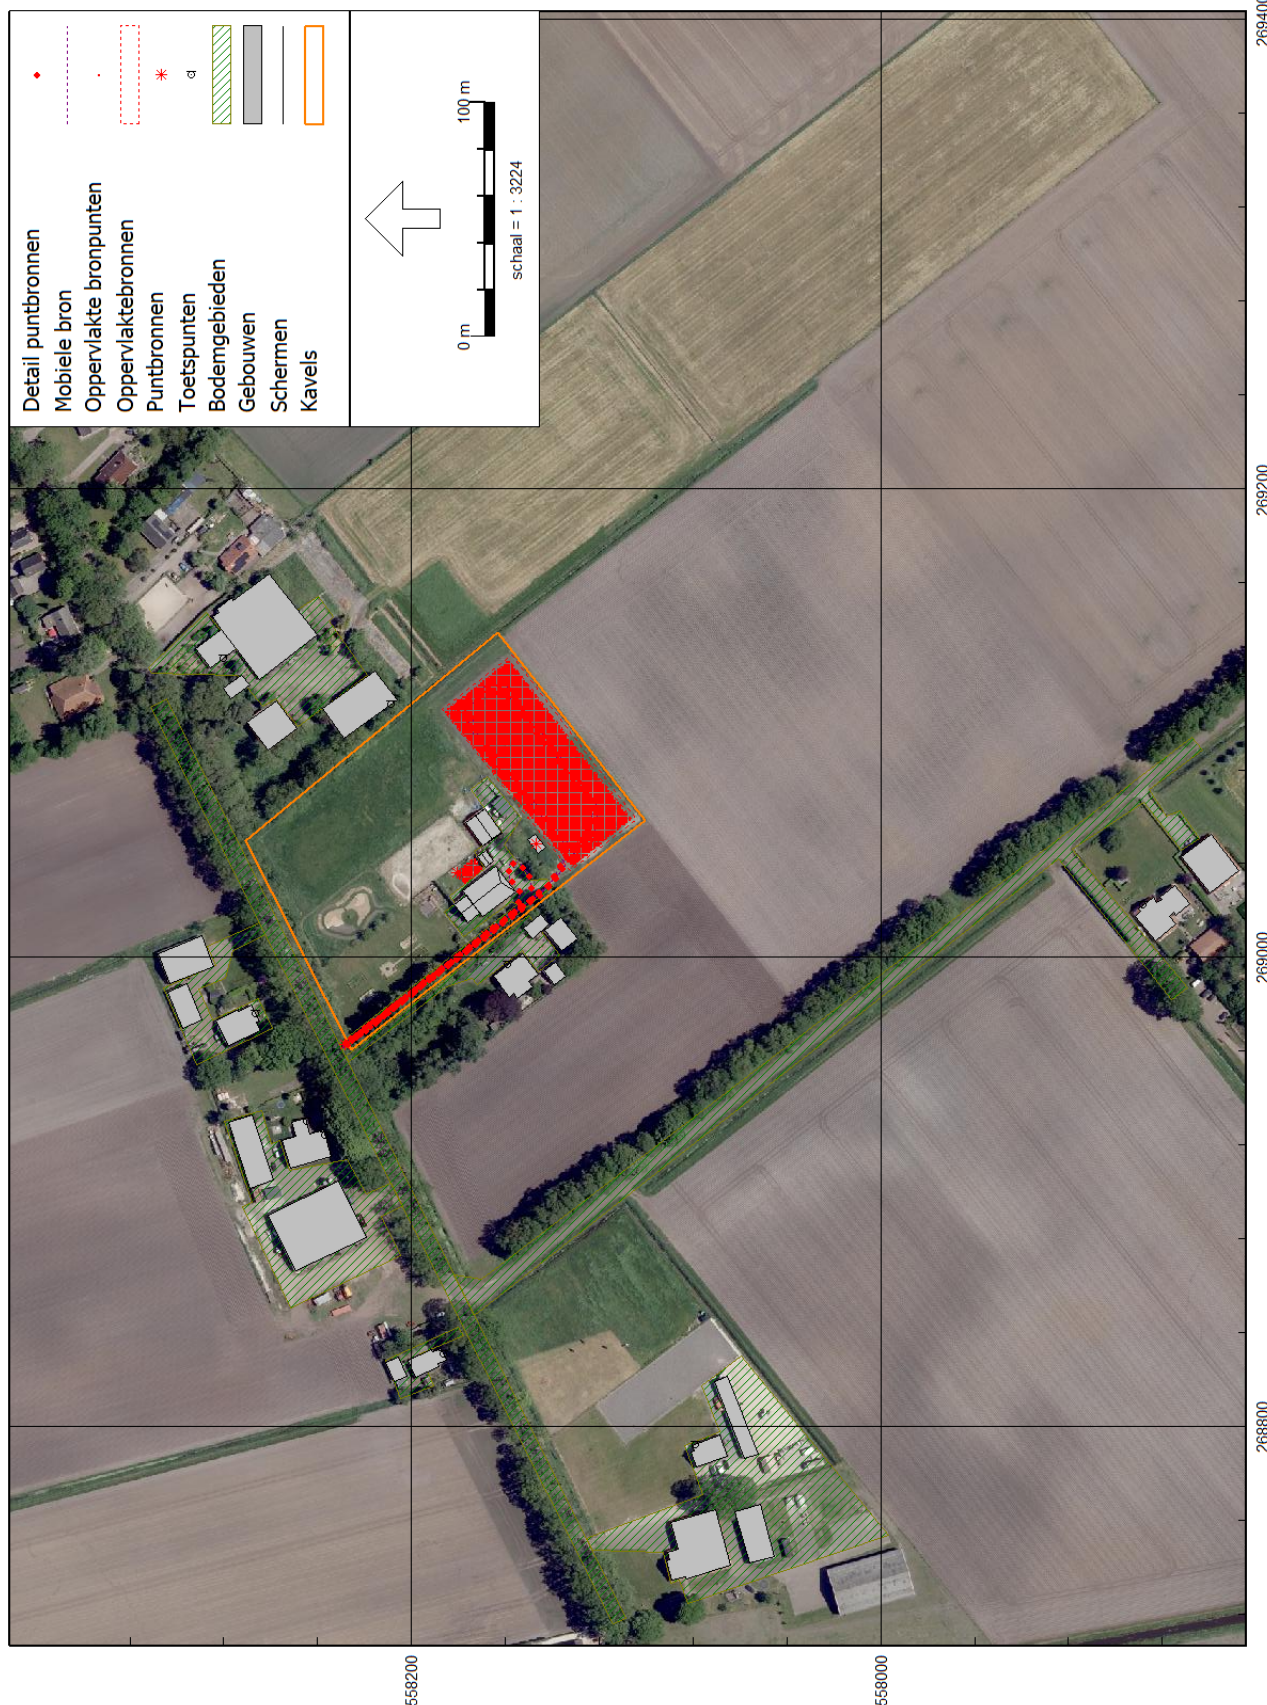 Detail puntbronnen
Mobiele bron
Oppervlakte bronpunten
Oppervlaktebronnen
Puntbronnen
Toetspunten
Bodemgebieden
Gebouwen
Schermen
Kavels
0 m
100 m
schaal = 1 : 3224
558200
558000
268800
269000
269200
269400